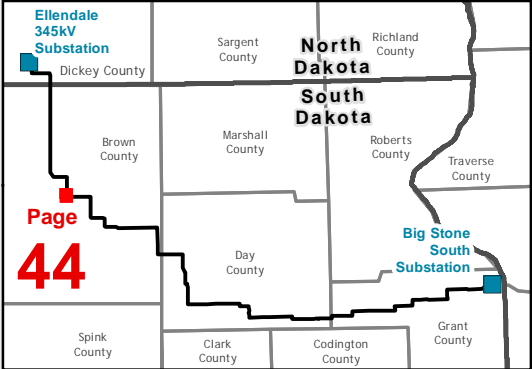 Ellendale
345kV
Substation
Dickey County
Sargent
County
North
Dakota
Richland
County
South
Dakota
Brown
County
Marshall
County
Roberts
County
Traverse
County
Page
44
Day
County
Big Stone
South
Substation
Spink
County
Clark
County
Codington
County
Grant
County